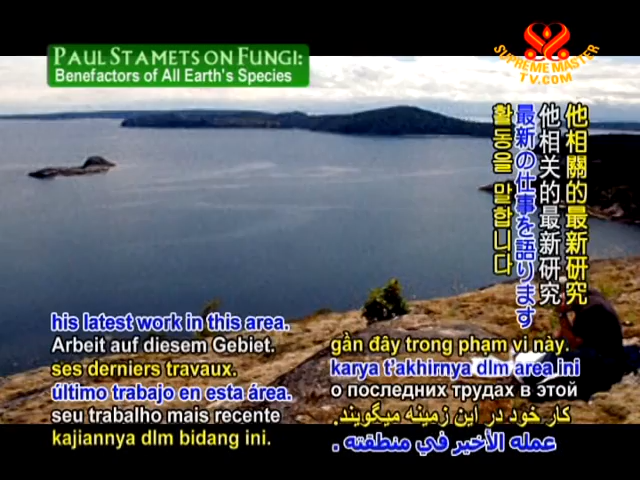 PAUL STAMETS ON FUNGI:
Benefactors of All Earth's Species
SUPREME MASTER
TV.COM
他相關的最新研究
他相关的最新研究
最新の仕事を語ります
활동을 말합니다
his latest work in this area.
Arbeit auf diesem Gebiet.
ses derniers travaux.
último trabajo en esta área.
seu trabalho mais recente
kajiannya dlm bidang ini.
gần đây trong phạm vi này.
karya t'akhirnya dlm area ini
о последних трудах в этой
کار خود در این زمینه میگویند.
عمله الأخير في منطقته .